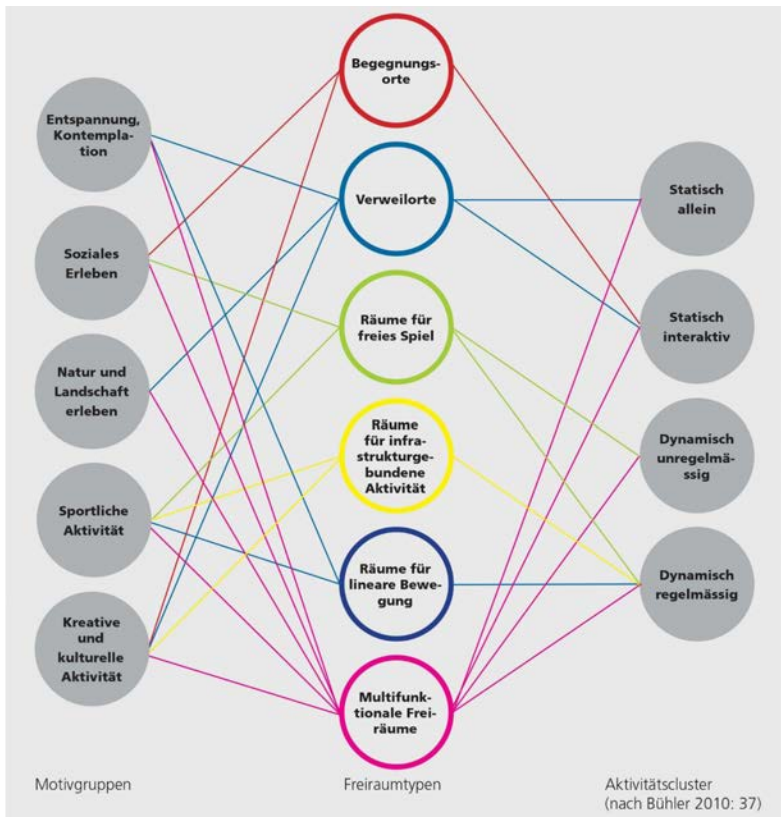 Entspannung,
Kontempla-
tion
Soziales
Erleben
Natur und
Landschaft
erleben
Sportliche
Aktivität
Kreative
und
kulturelle
Aktivität
Begegnungs-
orte
Verweilorte
Räume für
freies Spiel
Räume
für infra-
strukturge-
bundene
Aktivität
Räume für
lineare Bewe-
gung
Multifunk-
tionale Frei-
räume
Statisch
allein
Statisch
interaktiv
Dynamisch
unregelmä-
ssig
Dynamisch
regelmässig
Motivgruppen
Freiraumtypen
Aktivitätscluster
(nach Bühler 2010: 37)